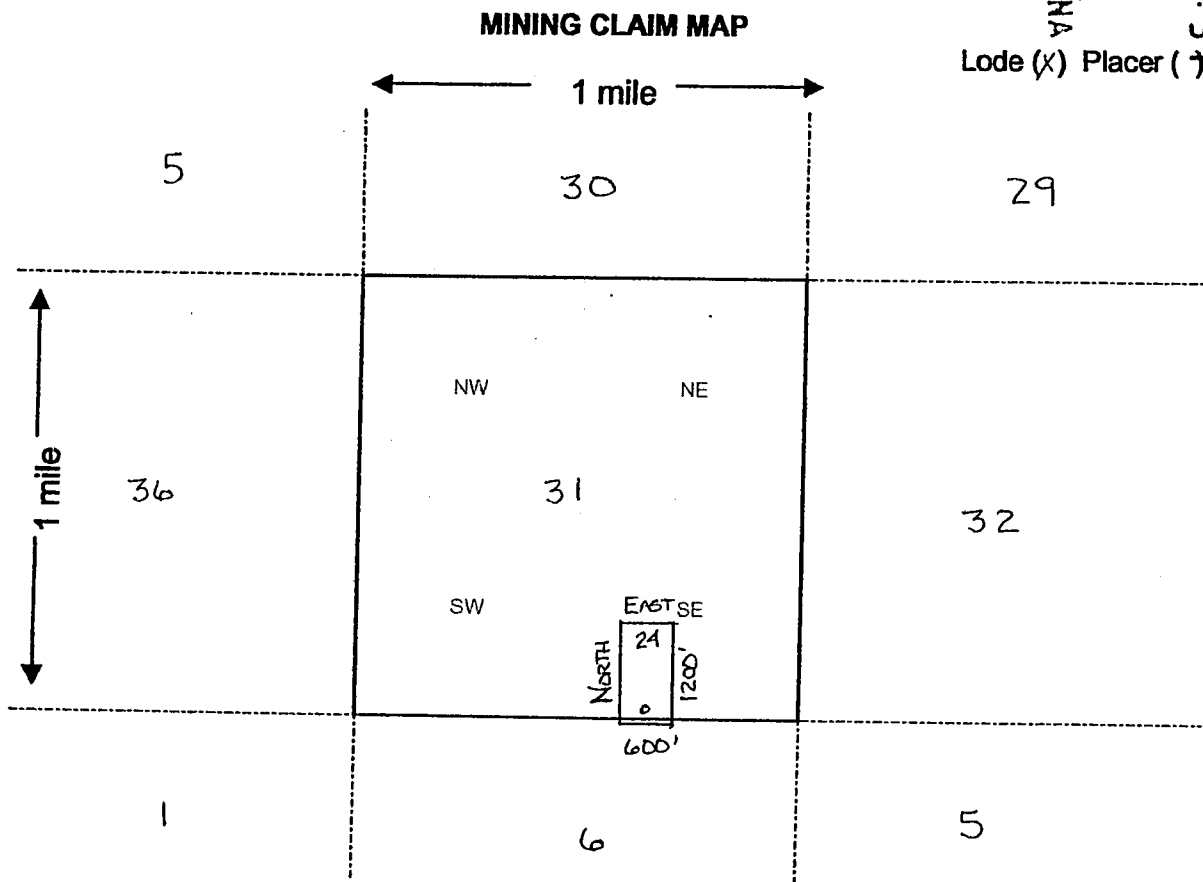 MINING CLAIM MAP
NA
Lode (X) Placer (
1 mile
5
30
29
NW
NE
1 mile
36
31
32
SW
EAST SE
24
NORTH
1200'
600'
1
6
5